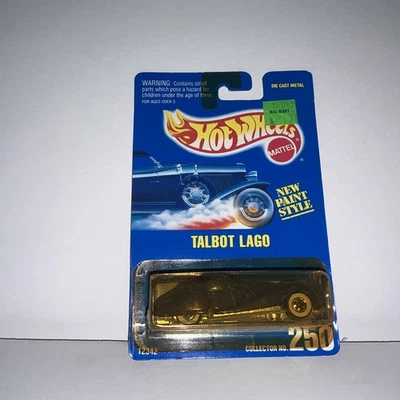 WARNING: Contains small
parts which pose a hazard for
children under the age of three.
FOR AGES OVER 3
DIE CAST METAL
WAL-MART
Hot Wheels
MATTEL
NEW
PAINT
STYLE
TALBOT LAGO
12342
COLLECTOR NO. 250